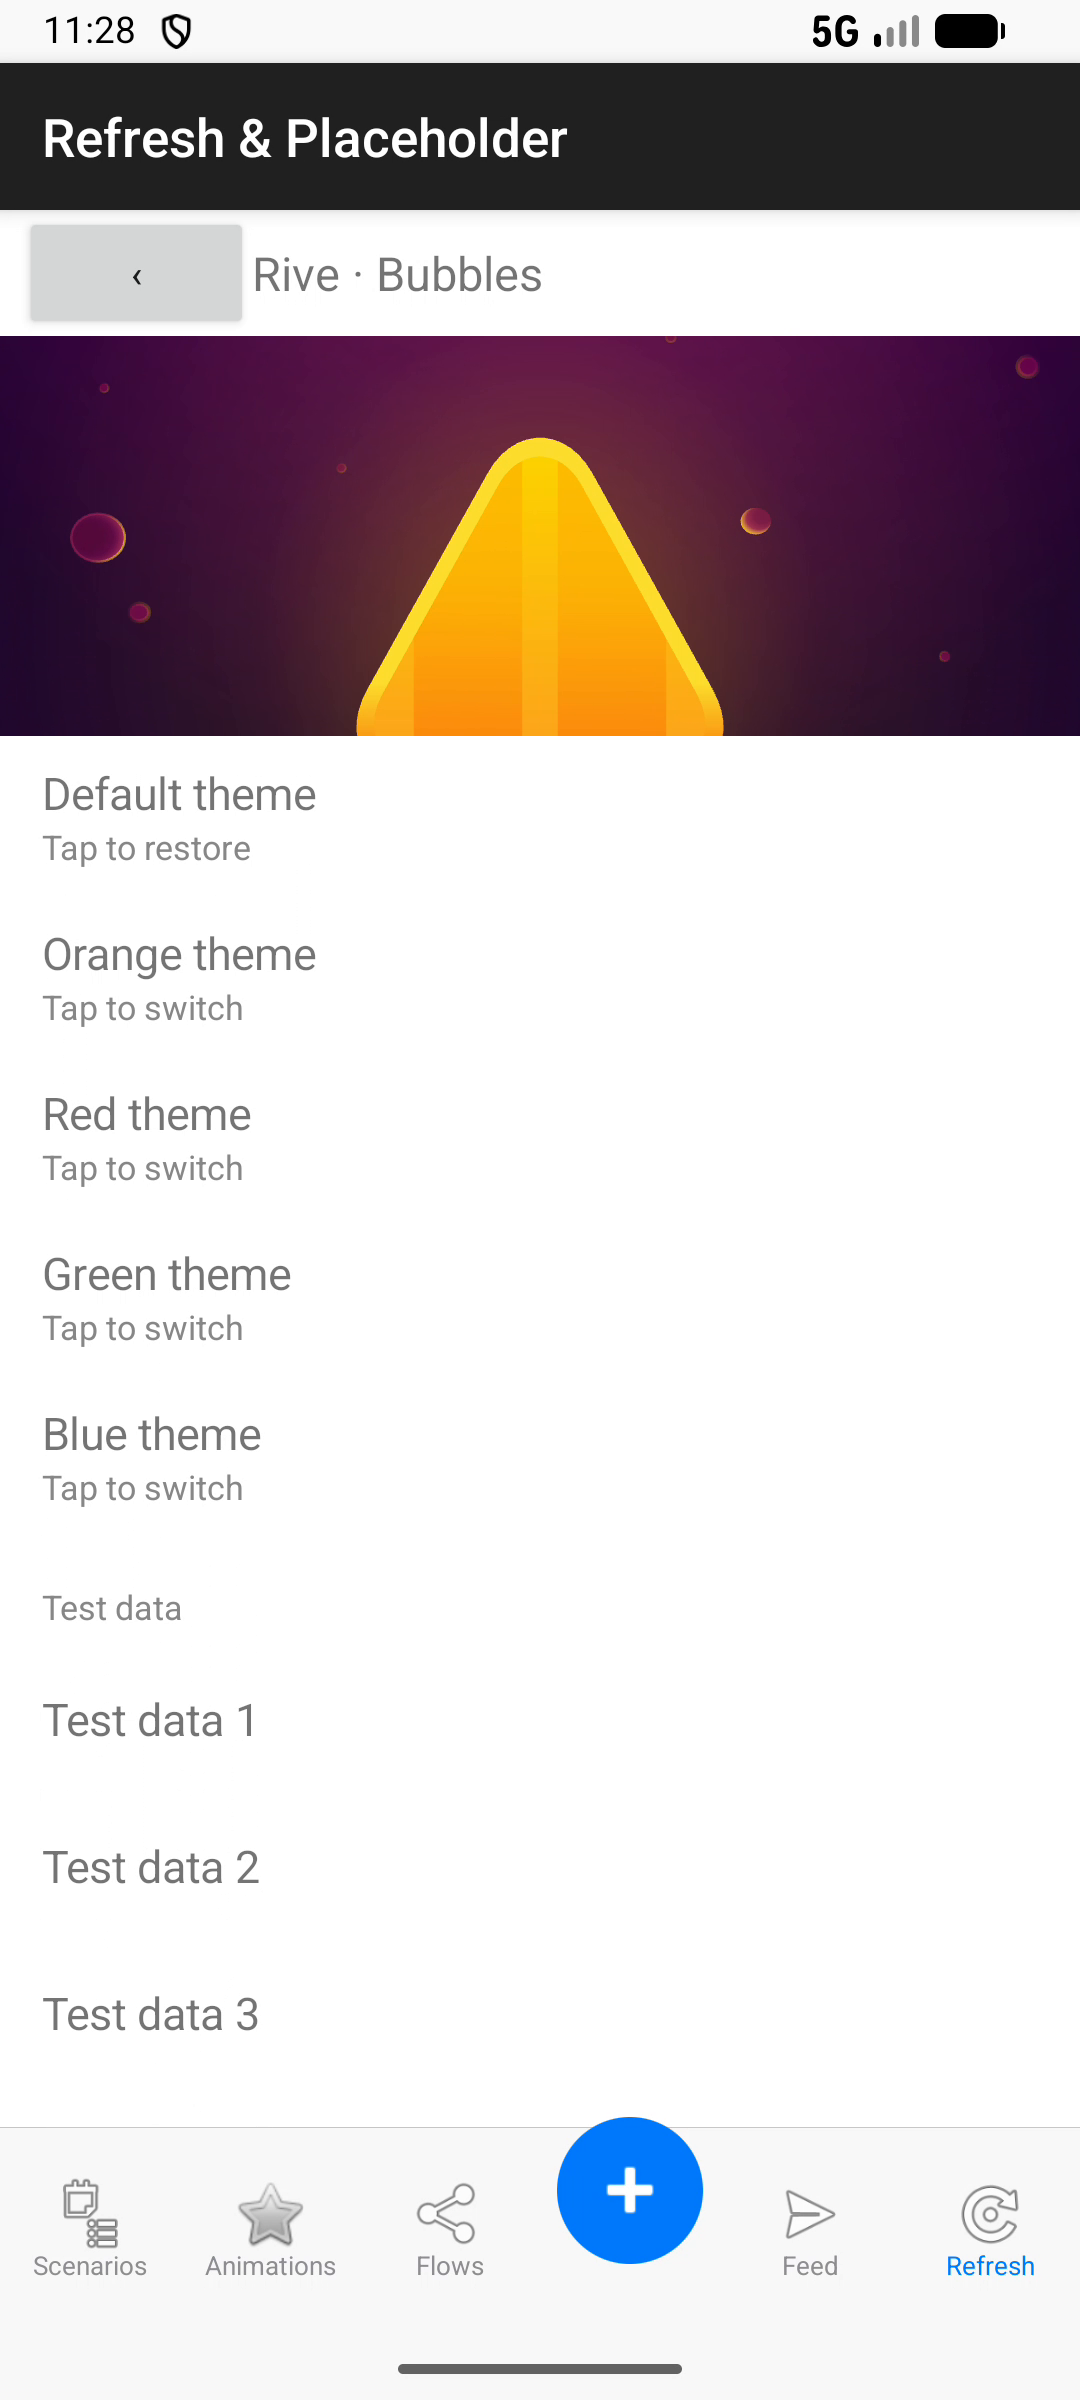 11:28
5G
Refresh & Placeholder
‹
Rive · Bubbles
Default theme
Tap to restore
Orange theme
Tap to switch
Red theme
Tap to switch
Green theme
Tap to switch
Blue theme
Tap to switch
Test data
Test data 1
Test data 2
Test data 3
Scenarios
Animations
Flows
Feed
Refresh